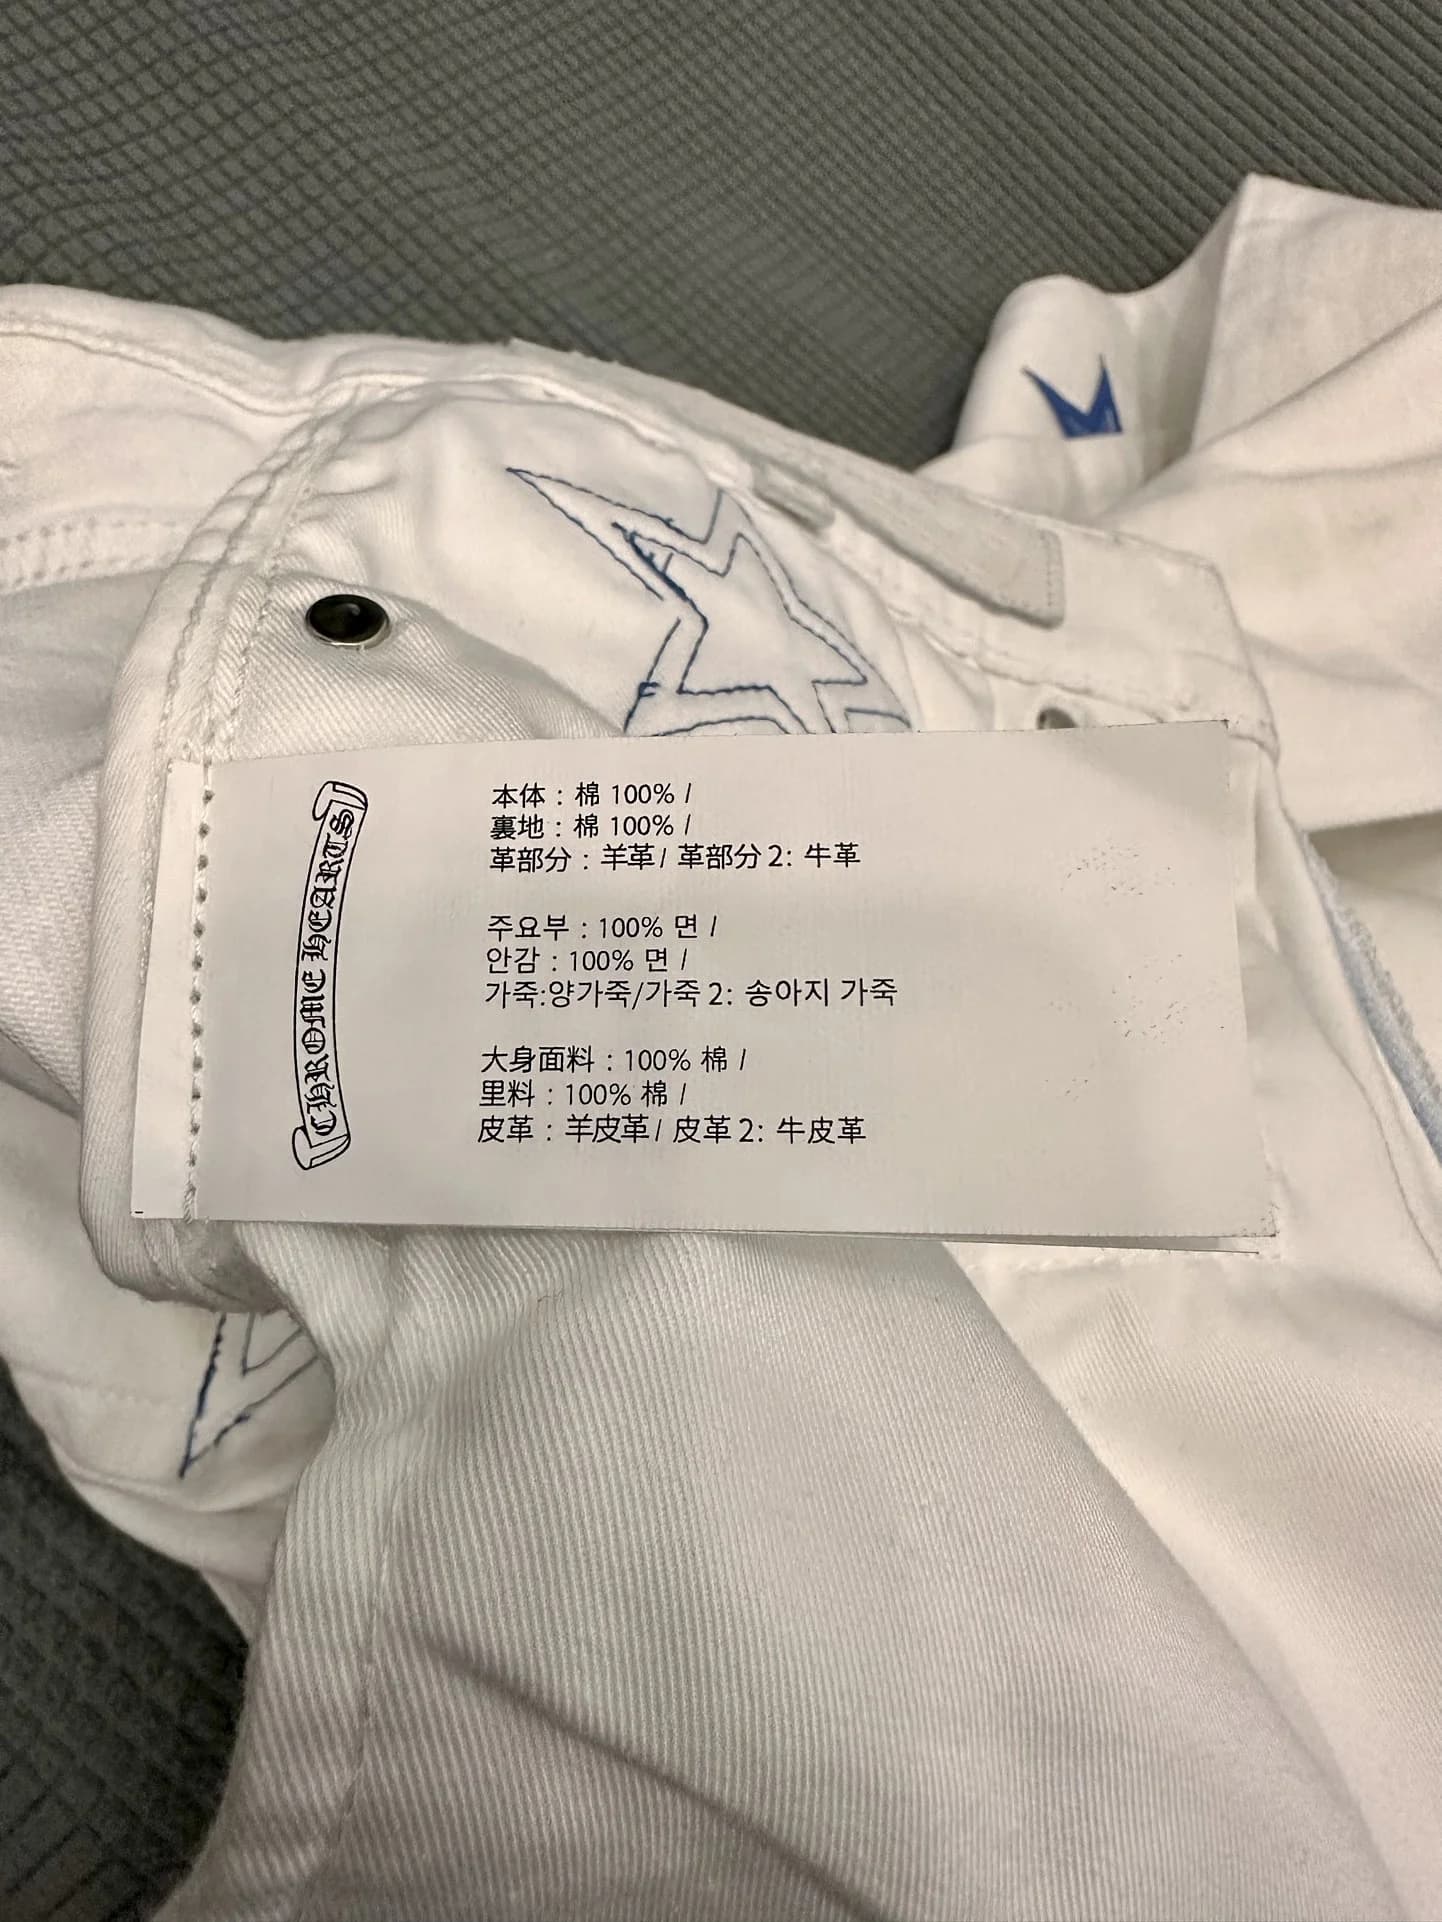 CHROME HEARTS
本体 : 棉 100% /
裏地 : 棉 100% /
革部分 : 羊革/ 革部分 2: 牛革
주요부 : 100% 면 /
안감 : 100% 면 /
가죽:양가죽/가죽 2: 송아지 가죽
大身面料 : 100% 棉 /
里料 : 100% 棉 /
皮革 : 羊皮革/ 皮革 2: 牛皮革